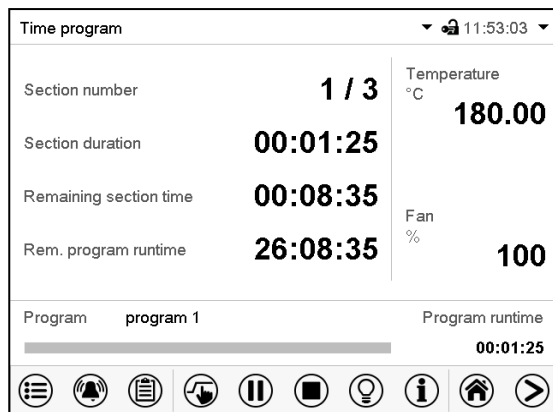 Time program 11:53:03
Section number 1 / 3
Section duration 00:01:25
Remaining section time 00:08:35
Rem. program runtime 26:08:35
Temperature
°C
180.00
Fan
%
100
Program program 1 Program runtime
00:01:25